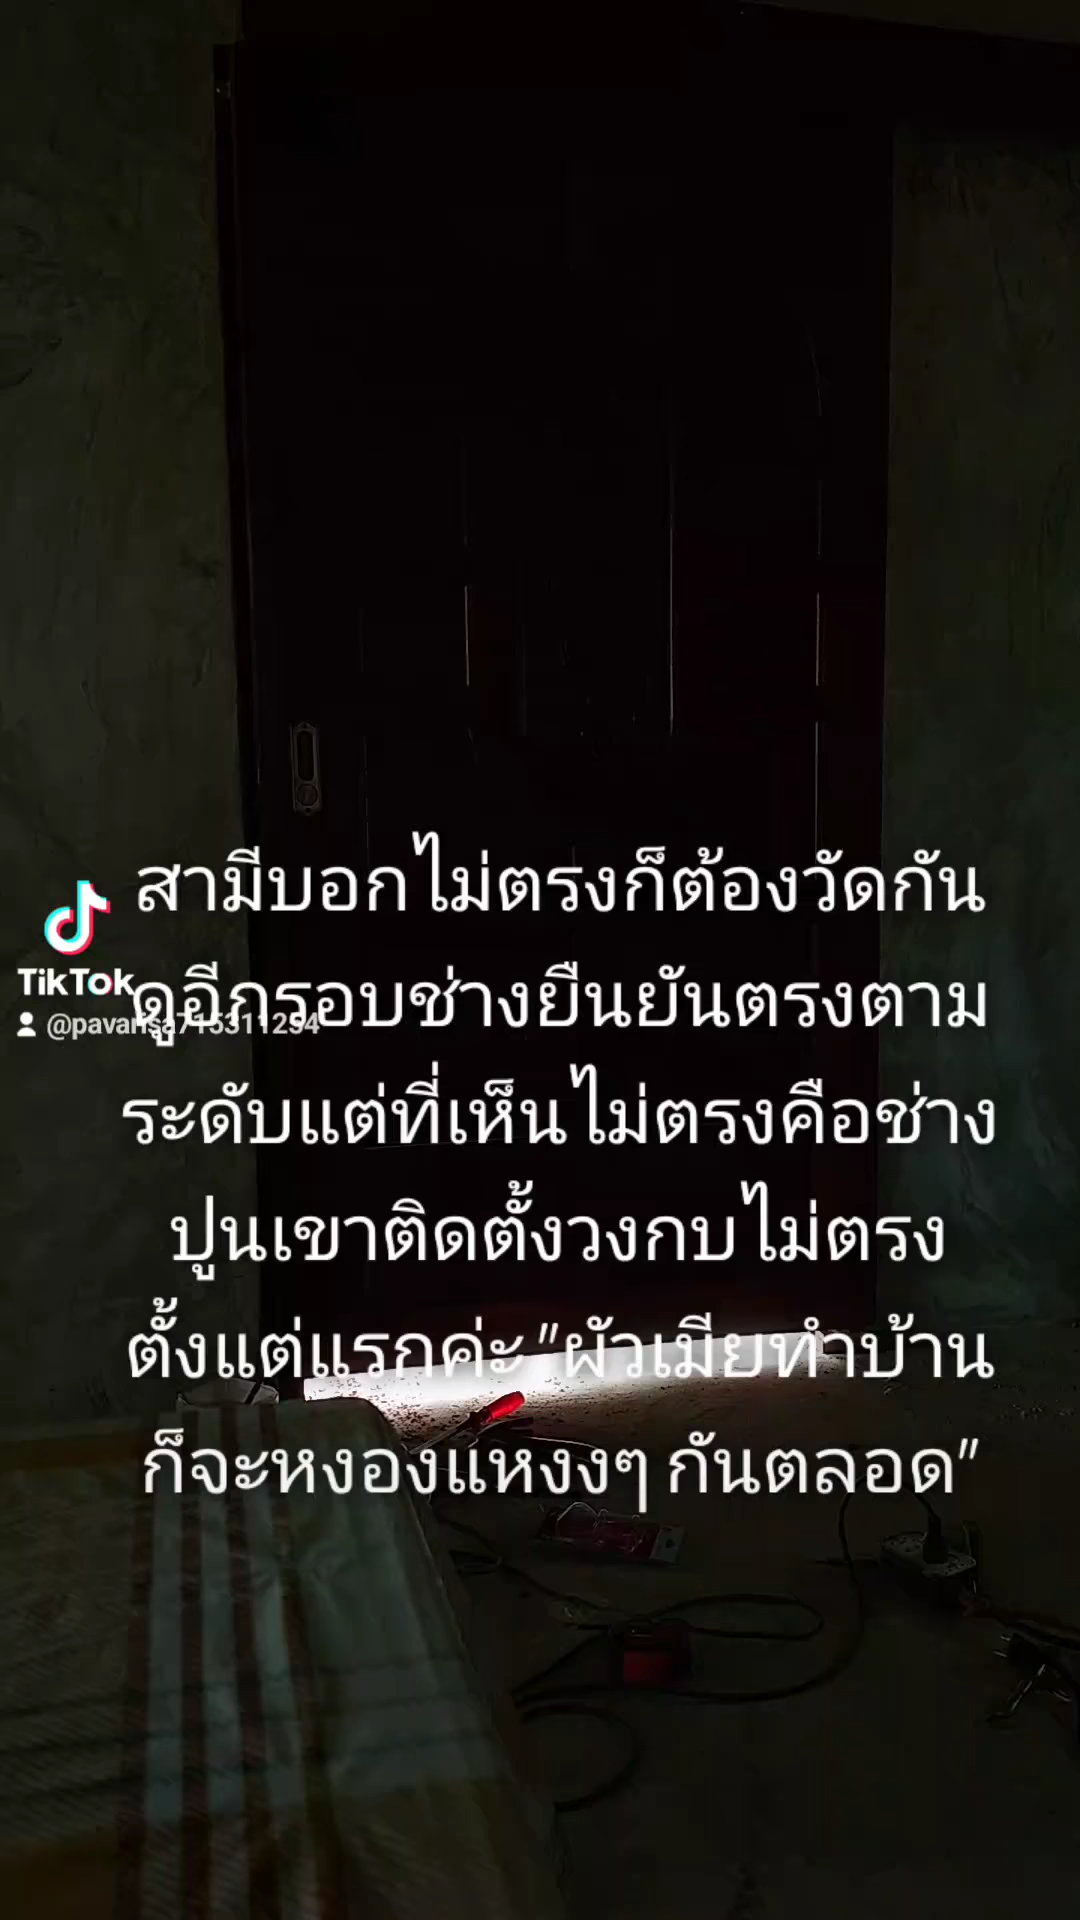 สามีบอกไม่ตรงก็ต้องวัดกัน
ดูอีกรอบช่างยืนยันตรงตาม
ระดับแต่ที่เห็นไม่ตรงคือช่าง
ปูนเขาติดตั้งวงกบไม่ตรง
ตั้งแต่แรกค่ะ "ผัวเมียทำบ้าน
ก็จะหงองแหงงๆ กันตลอด"
TikTok
@pavansa715311254